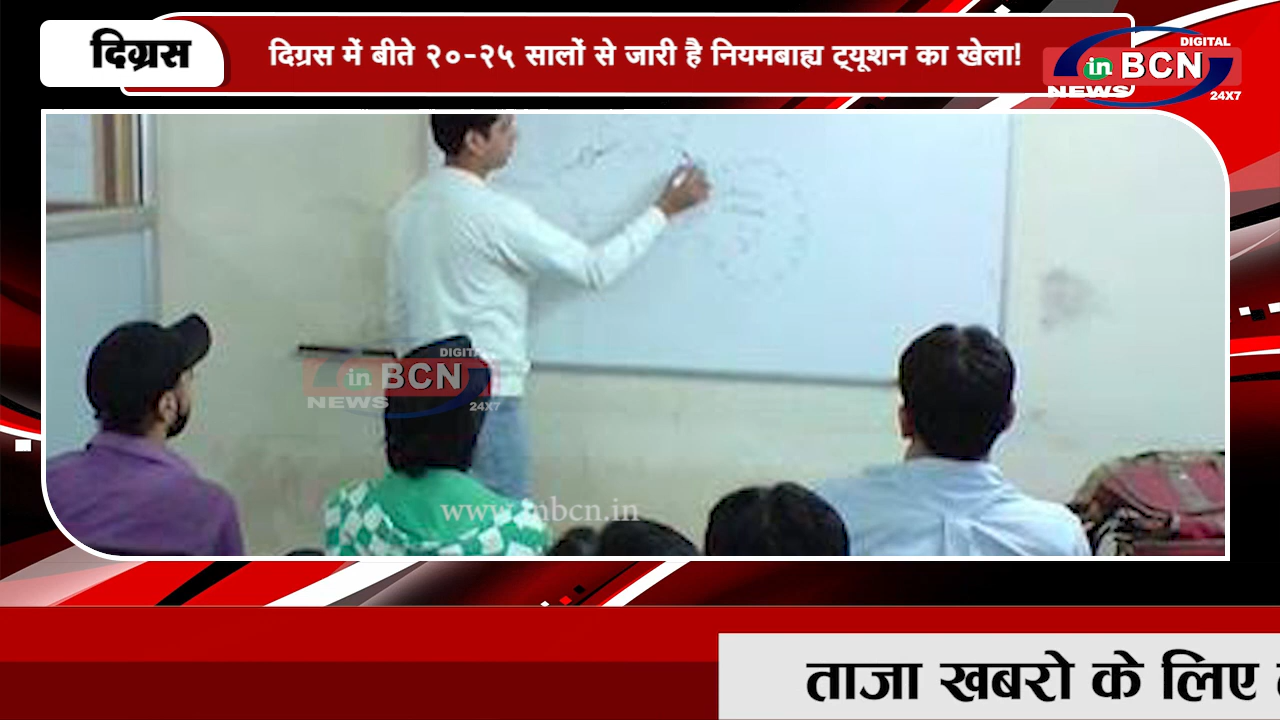 दिग्रस
दिग्रस में बीते २०-२५ सालों से जारी है नियमबाह्य ट्यूशन का खेला!
DIGITAL
in BCN
NEWS
24X7
DIGITAL
in BCN
NEWS
24X7
www.inbcn.in
ताजा खबरो के लिए